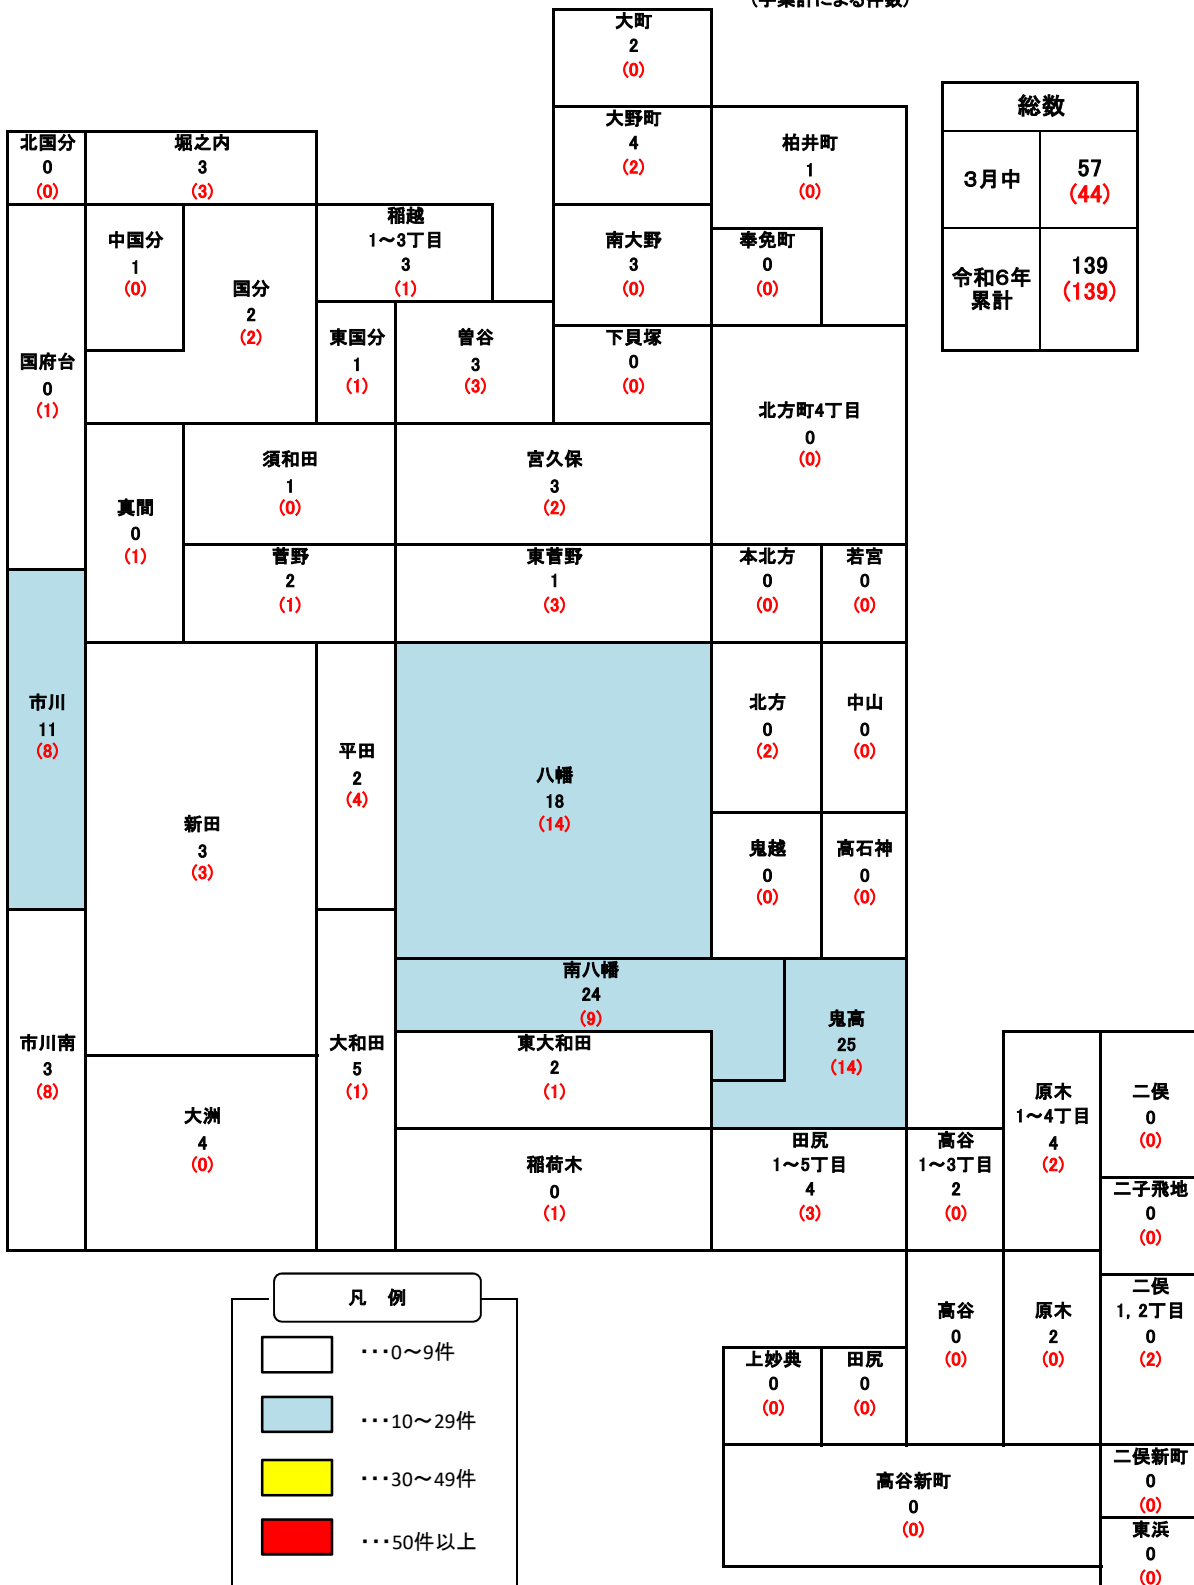 (字集計による件数)
大町
2
(0)
総数
3月中
57
(44)
令和6年
累計
139
(139)
大野町
4
(2)
柏井町
1
(0)
北国分
0
(0)
堀之内
3
(3)
中国分
1
(0)
国分
2
(2)
稲越
1～3丁目
3
(1)
南大野
3
(0)
奉免町
0
(0)
国府台
0
(1)
東国分
1
(1)
曽谷
3
(3)
下貝塚
0
(0)
北方町4丁目
0
(0)
真間
0
(1)
須和田
1
(0)
宮久保
3
(2)
菅野
2
(1)
東菅野
1
(3)
本北方
0
(0)
若宮
0
(0)
市川
11
(8)
新田
3
(3)
平田
2
(4)
八幡
18
(14)
北方
0
(2)
中山
0
(0)
鬼越
0
(0)
高石神
0
(0)
南八幡
24
(9)
鬼高
25
(14)
市川南
3
(8)
大洲
4
(0)
大和田
5
(1)
東大和田
2
(1)
稲荷木
0
(1)
田尻
1～5丁目
4
(3)
高谷
1～3丁目
2
(0)
原木
1～4丁目
4
(2)
二俣
0
(0)
二子飛地
0
(0)
高谷
0
(0)
原木
2
(0)
二俣
1, 2丁目
0
(2)
上妙典
0
(0)
田尻
0
(0)
高谷新町
0
(0)
二俣新町
0
(0)
東浜
0
(0)
凡 例
･･･0～9件
･･･10～29件
･･･30～49件
･･･50件以上